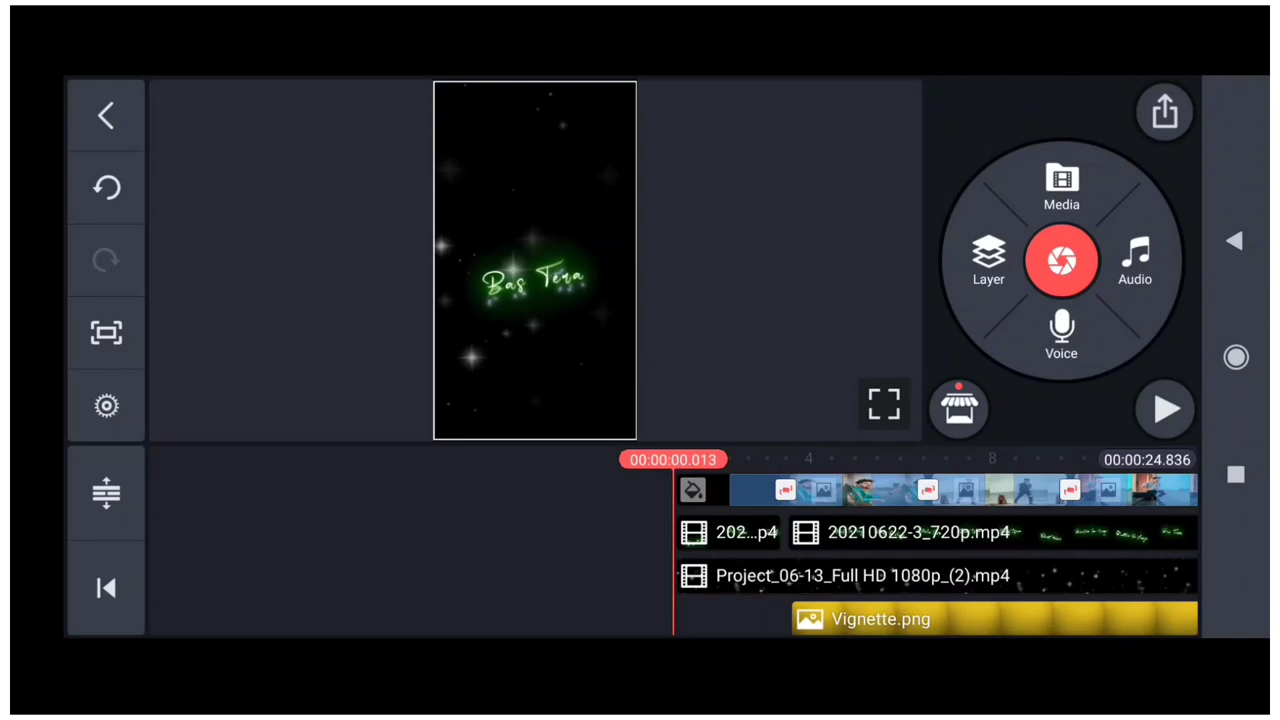 Media
Layer
Audio
Voice
Bas Tera
00:00:00.013
4
8
00:00:24.836
202...p4
20210622-3_720p.mp4
Project_06-13_Full HD 1080p_(2).mp4
Vignette.png